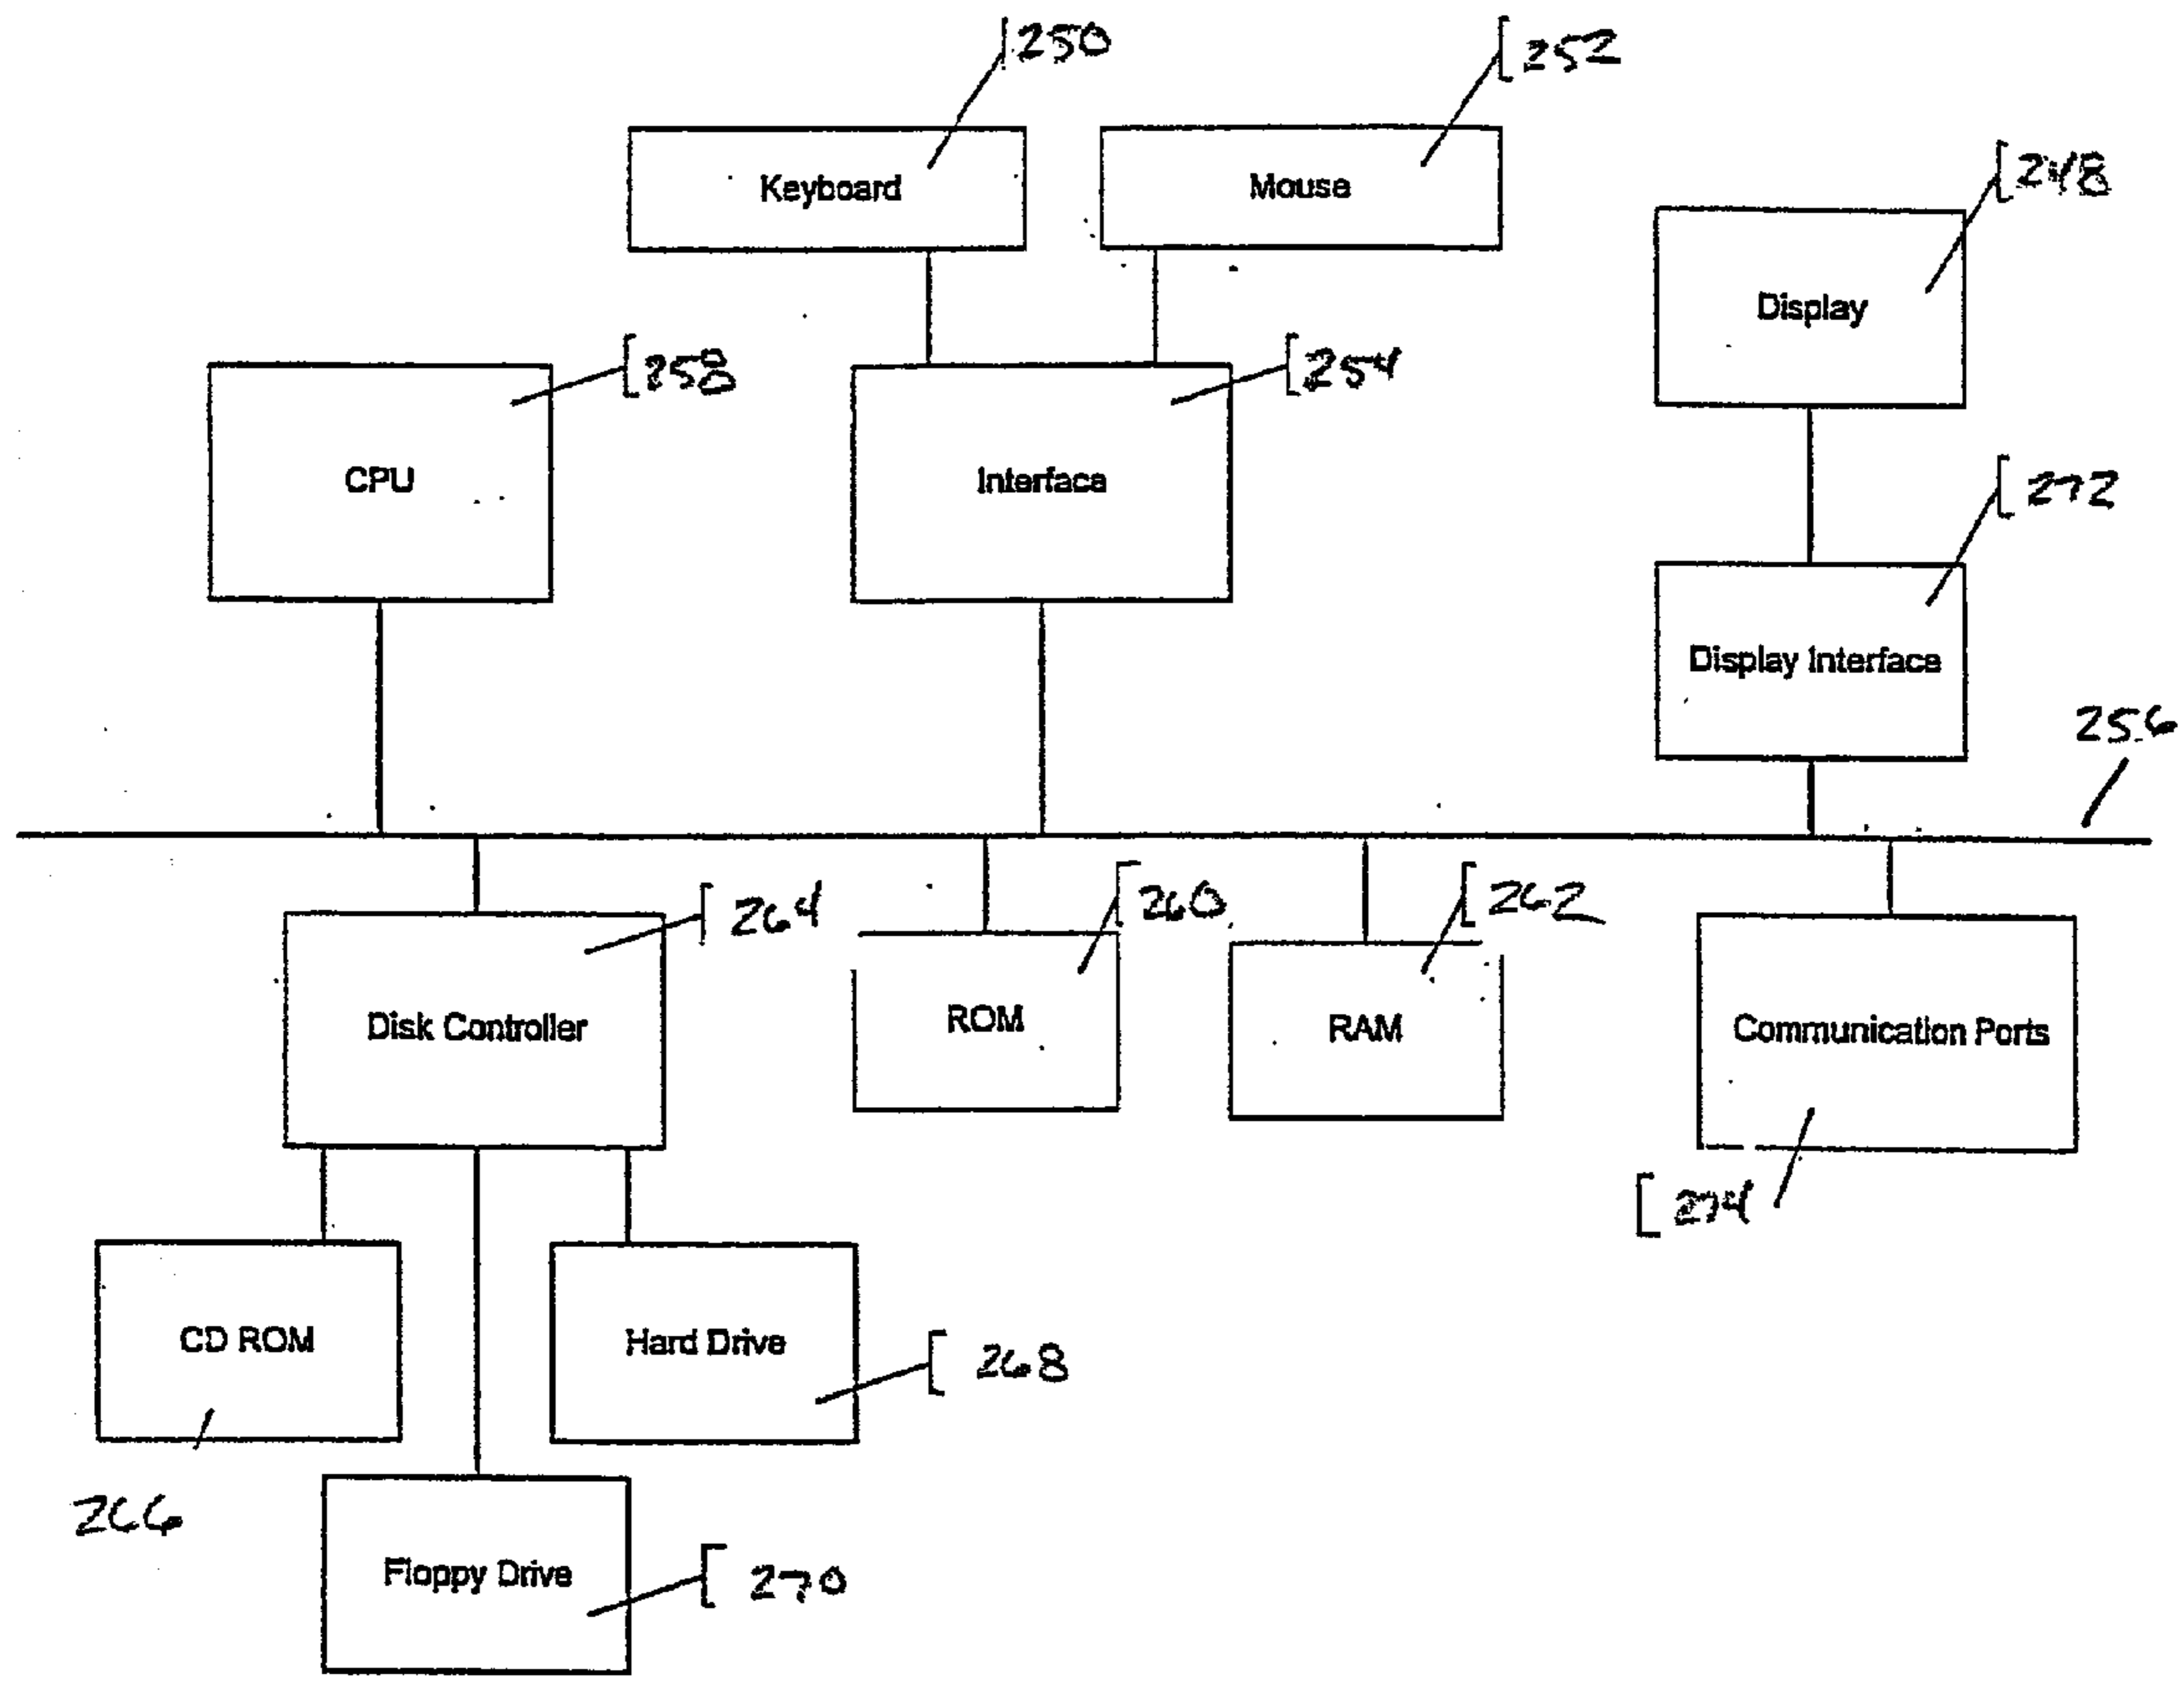 250
252
Keyboard
Mouse
248
Display
258
254
CPU
Interface
272
Display Interface
256
264
260
262
Disk Controller
ROM
RAM
Communication Ports
274
CD ROM
Hard Drive
268
266
Floppy Drive
270